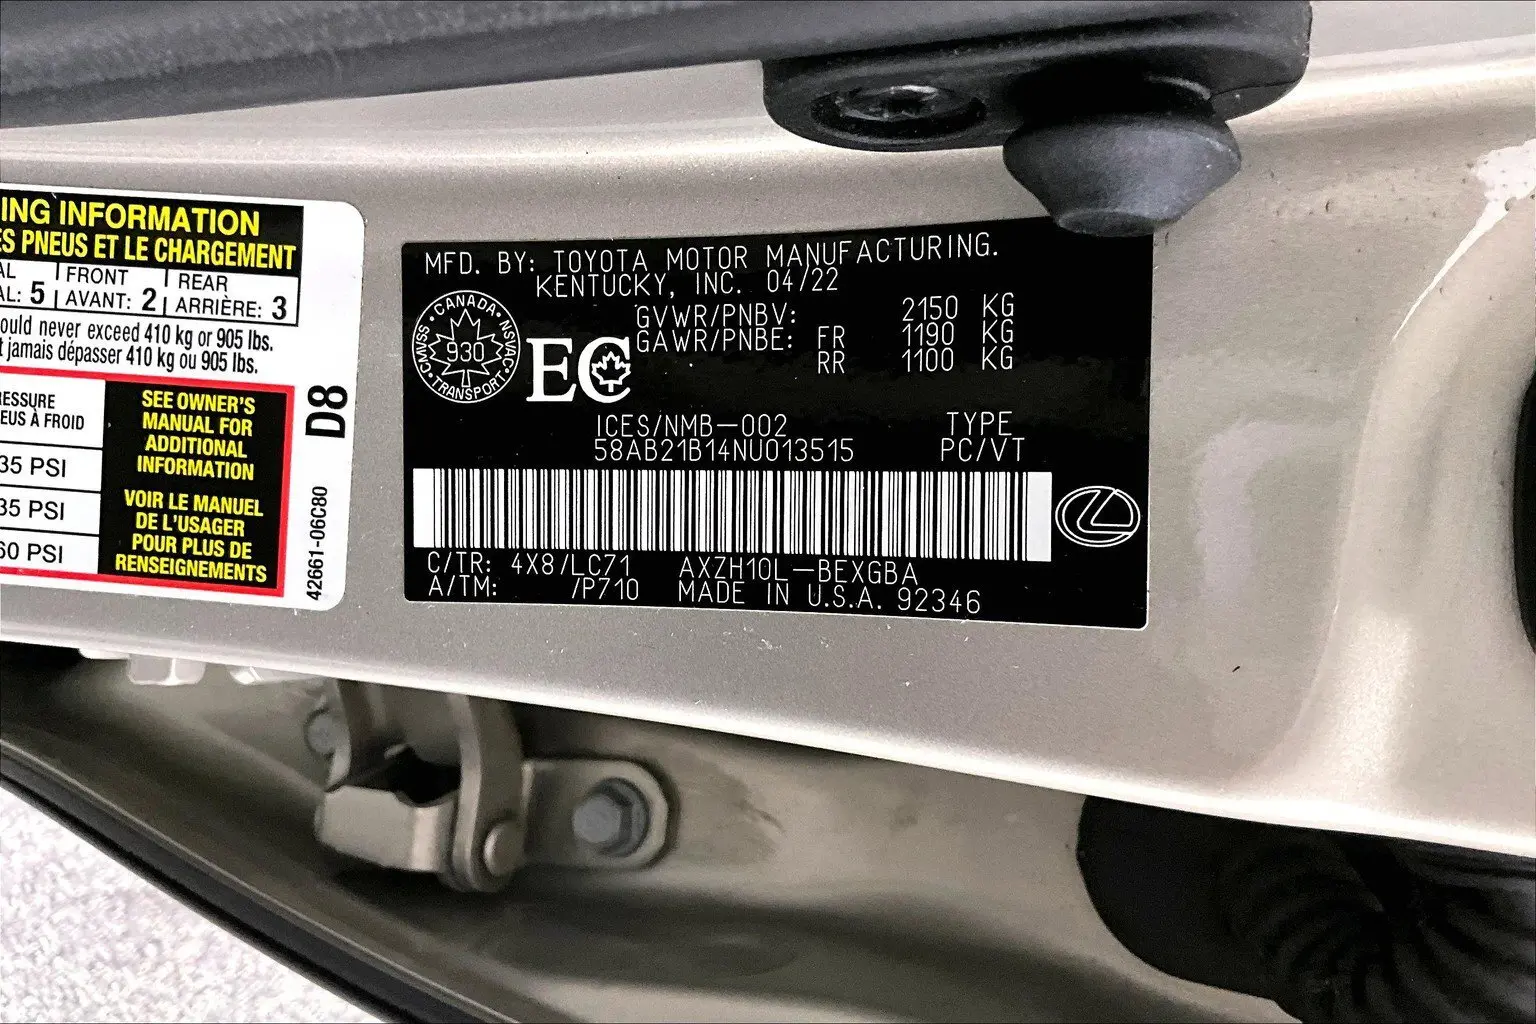 ING INFORMATION
ES PNEUS ET LE CHARGEMENT
AL FRONT REAR
AL: 5 AVANT: 2 ARRIÈRE: 3
ould never exceed 410 kg or 905 lbs.
t jamais dépasser 410 kg ou 905 lbs.
RESSURE
EUS À FROID
35 PSI
35 PSI
60 PSI
SEE OWNER'S
MANUAL FOR
ADDITIONAL
INFORMATION
VOIR LE MANUEL
DE L'USAGER
POUR PLUS DE
RENSEIGNEMENTS
D8
42661-06C80
MFD. BY: TOYOTA MOTOR MANUFACTURING.
KENTUCKY, INC. 04/22
GVWR/PNBV: 2150 KG
GAWR/PNBE: FR 1190 KG
RR 1100 KG
CANADA
NSVAC
TRANSPORT
CMVSS
930
EC
ICES/NMB-002 TYPE
58AB21B14NU013515 PC/VT
C/TR: 4X8/LC71 AXZH10L-BEXGBA
A/TM: /P710 MADE IN U.S.A. 92346